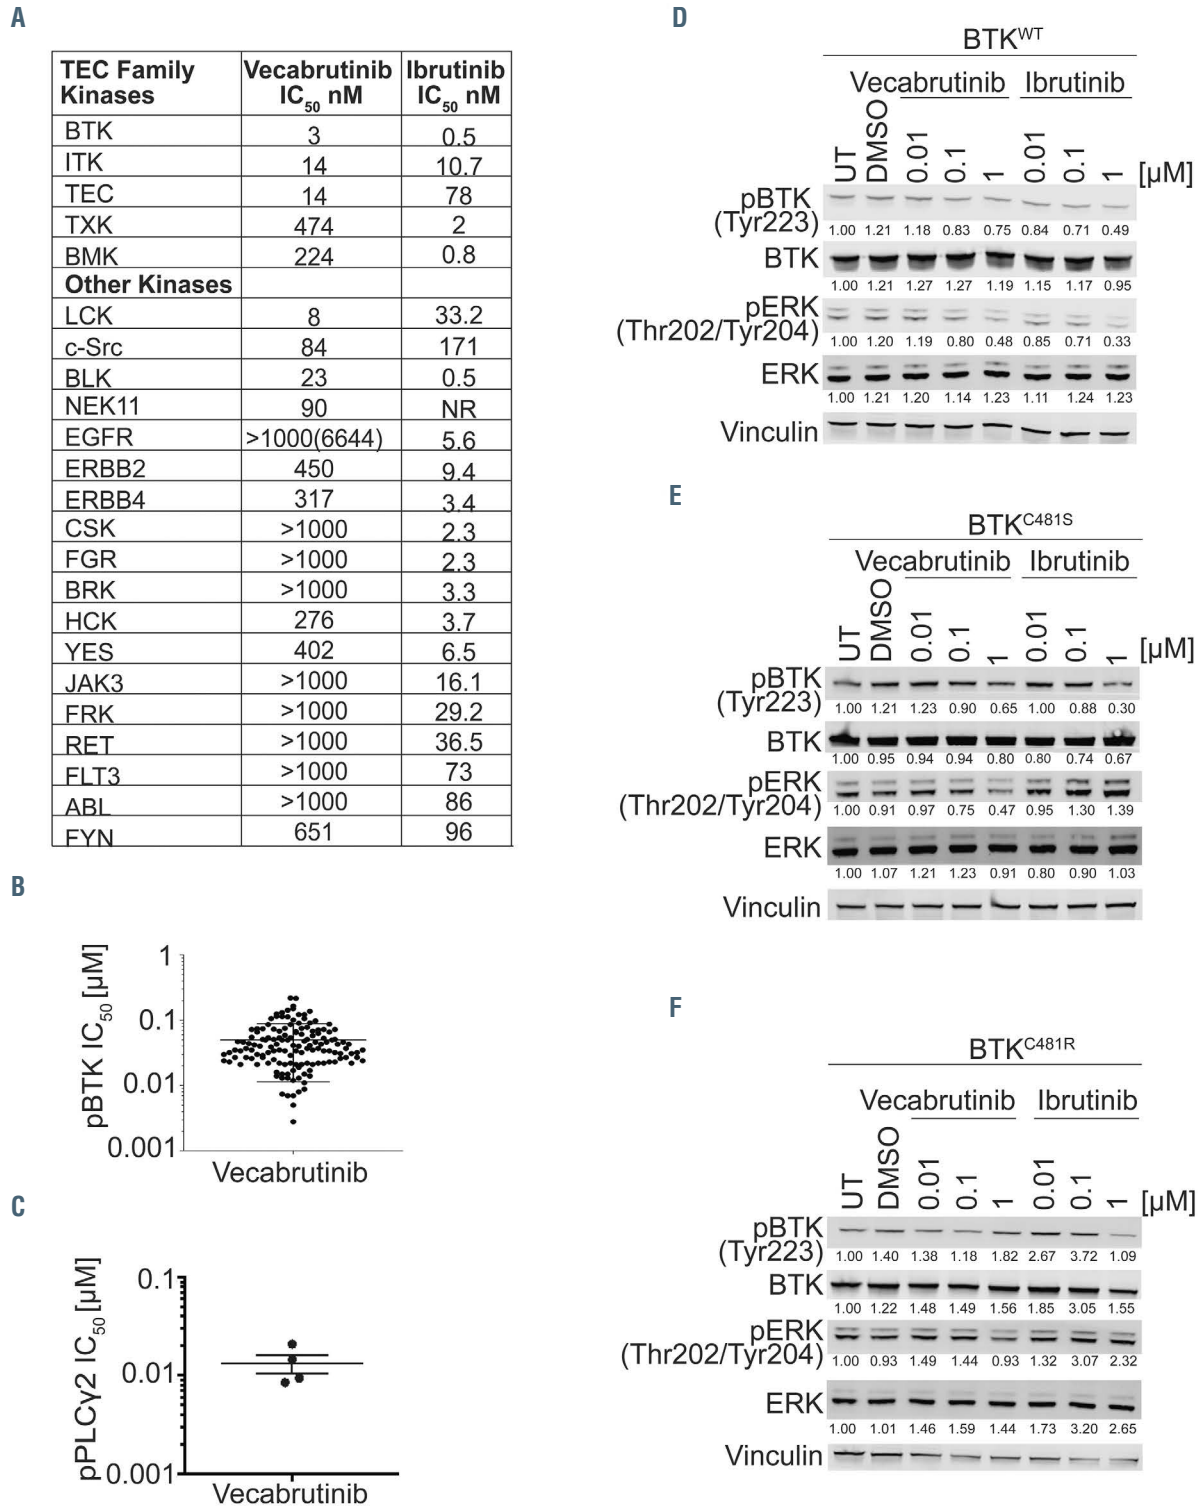 A
TEC Family Kinases Vecabrutinib IC50 nM Ibrutinib IC50 nM
BTK 3 0.5
ITK 14 10.7
TEC 14 78
TXK 474 2
BMK 224 0.8
Other Kinases
LCK 8 33.2
c-Src 84 171
BLK 23 0.5
NEK11 90 NR
EGFR >1000(6644) 5.6
ERBB2 450 9.4
ERBB4 317 3.4
CSK >1000 2.3
FGR >1000 2.3
BRK >1000 3.3
HCK 276 3.7
YES 402 6.5
JAK3 >1000 16.1
FRK >1000 29.2
RET >1000 36.5
FLT3 >1000 73
ABL >1000 86
FYN 651 96
B
pBTK IC50 [µM]
1
0.1
0.01
0.001
Vecabrutinib
C
pPLCγ2 IC50 [µM]
0.1
0.01
0.001
Vecabrutinib
D
BTKWT
Vecabrutinib Ibrutinib
UT DMSO 0.01 0.1 1 0.01 0.1 1 [µM]
pBTK
(Tyr223)
1.00 1.21 1.18 0.83 0.75 0.84 0.71 0.49
BTK
1.00 1.21 1.27 1.27 1.19 1.15 1.17 0.95
pERK
(Thr202/Tyr204)
1.00 1.20 1.19 0.80 0.48 0.85 0.71 0.33
ERK
1.00 1.21 1.20 1.14 1.23 1.11 1.24 1.23
Vinculin
E
BTKC481S
Vecabrutinib Ibrutinib
UT DMSO 0.01 0.1 1 0.01 0.1 1 [µM]
pBTK
(Tyr223)
1.00 1.21 1.23 0.90 0.65 1.00 0.88 0.30
BTK
1.00 0.95 0.94 0.94 0.80 0.80 0.74 0.67
pERK
(Thr202/Tyr204)
1.00 0.91 0.97 0.75 0.47 0.95 1.30 1.39
ERK
1.00 1.07 1.21 1.23 0.91 0.80 0.90 1.03
Vinculin
F
BTKC481R
Vecabrutinib Ibrutinib
UT DMSO 0.01 0.1 1 0.01 0.1 1 [µM]
pBTK
(Tyr223)
1.00 1.40 1.38 1.18 1.82 2.67 3.72 1.09
BTK
1.00 1.22 1.48 1.49 1.56 1.85 3.05 1.55
pERK
(Thr202/Tyr204)
1.00 0.93 1.49 1.44 0.93 1.32 3.07 2.32
ERK
1.00 1.01 1.46 1.59 1.44 1.73 3.20 2.65
Vinculin